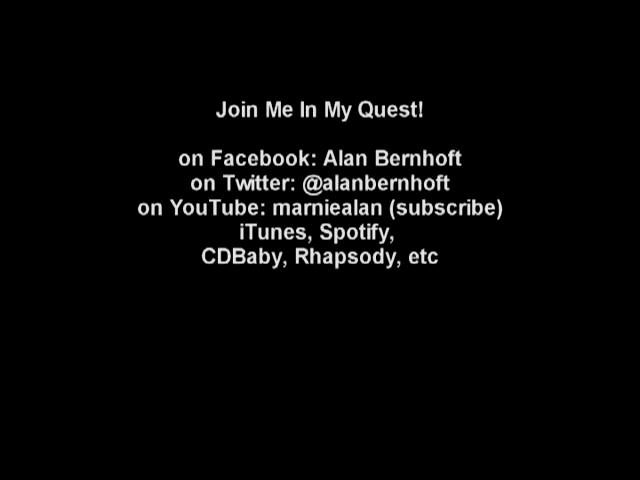 Join Me In My Quest!
on Facebook: Alan Bernhoft
on Twitter: @alanbernhoft
on YouTube: marniealan (subscribe)
iTunes, Spotify,
CDBaby, Rhapsody, etc